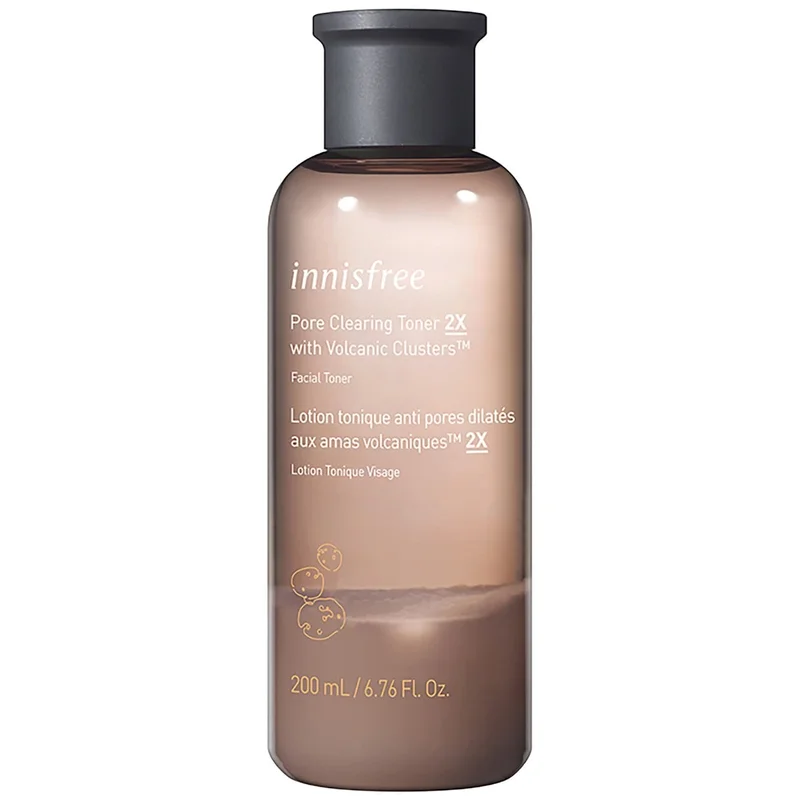 innisfree
Pore Clearing Toner 2X
with Volcanic Clusters™
Facial Toner
Lotion tonique anti pores dilatés
aux amas volcaniques™ 2X
Lotion Tonique Visage
200 mL / 6.76 Fl. Oz.